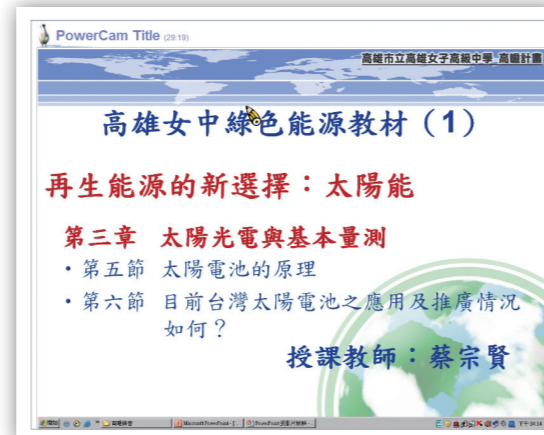 PowerCam Title (29:19)
高雄市立高雄女子高級中學 高瞻計畫
高雄女中綠色能源教材（1）
再生能源的新選擇：太陽能
第三章 太陽光電與基本量測
・第五節 太陽電池的原理
・第六節 目前台灣太陽電池之應用及推廣情況
如何？
授課教師：蔡宗賢
開始